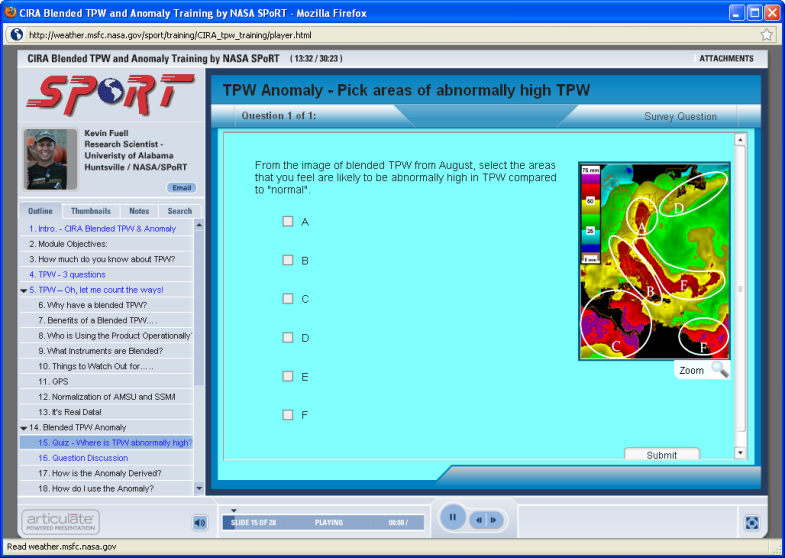 CIRA Blended TPW and Anomaly Training by NASA SPoRT - Mozilla Firefox
http://weather.msfc.nasa.gov/sport/training/CIRA_tpw_training/player.html
CIRA Blended TPW and Anomaly Training by NASA SPoRT ( 13:32 / 30:23 )
ATTACHMENTS
SPORT
Kevin Fuell
Research Scientist -
Univeristy of Alabama
Huntsville / NASA/SPoRT
Email
Outline Thumbnails Notes Search
1. Intro. - CIRA Blended TPW & Anomaly
2. Module Objectives:
3. How much do you know about TPW?
4. TPW - 3 questions
5. TPW – Oh, let me count the ways!
6. Why have a blended TPW?
7. Benefits of a Blended TPW....
8. Who is Using the Product Operationally
9. What Instruments are Blended?
10. Things to Watch Out for.....
11. GPS
12. Normalization of AMSU and SSM/I
13. It's Real Data!
14. Blended TPW Anomaly
15. Quiz - Where is TPW abnormally high?
16. Question Discussion
17. How is the Anomaly Derived?
18. How do I use the Anomaly?
TPW Anomaly - Pick areas of abnormally high TPW
Question 1 of 1:
Survey Question
From the image of blended TPW from August, select the areas
that you feel are likely to be abnormally high in TPW compared
to "normal".
A
B
C
D
E
F
75 mm
50
25
1 mm
D
A
B
E
C
F
Zoom
Submit
articulate
POWERED PRESENTATION
SLIDE 15 OF 28 PLAYING 00:00 /
Read weather.msfc.nasa.gov